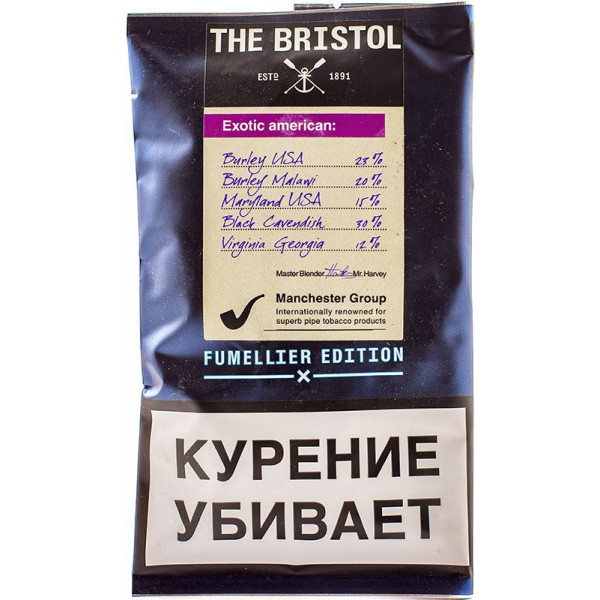 THE BRISTOL
ESTD 1891
Exotic american:
Burley USA 23%
Burley Malawi 20%
Maryland USA 15%
Black Cavendish 30%
Virginia Georgia 12%
Master Blender Mr. Harvey
Manchester Group
Internationally renowned for
superb pipe tobacco products
FUMELLIER EDITION
КУРЕНИЕ
УБИВАЕТ